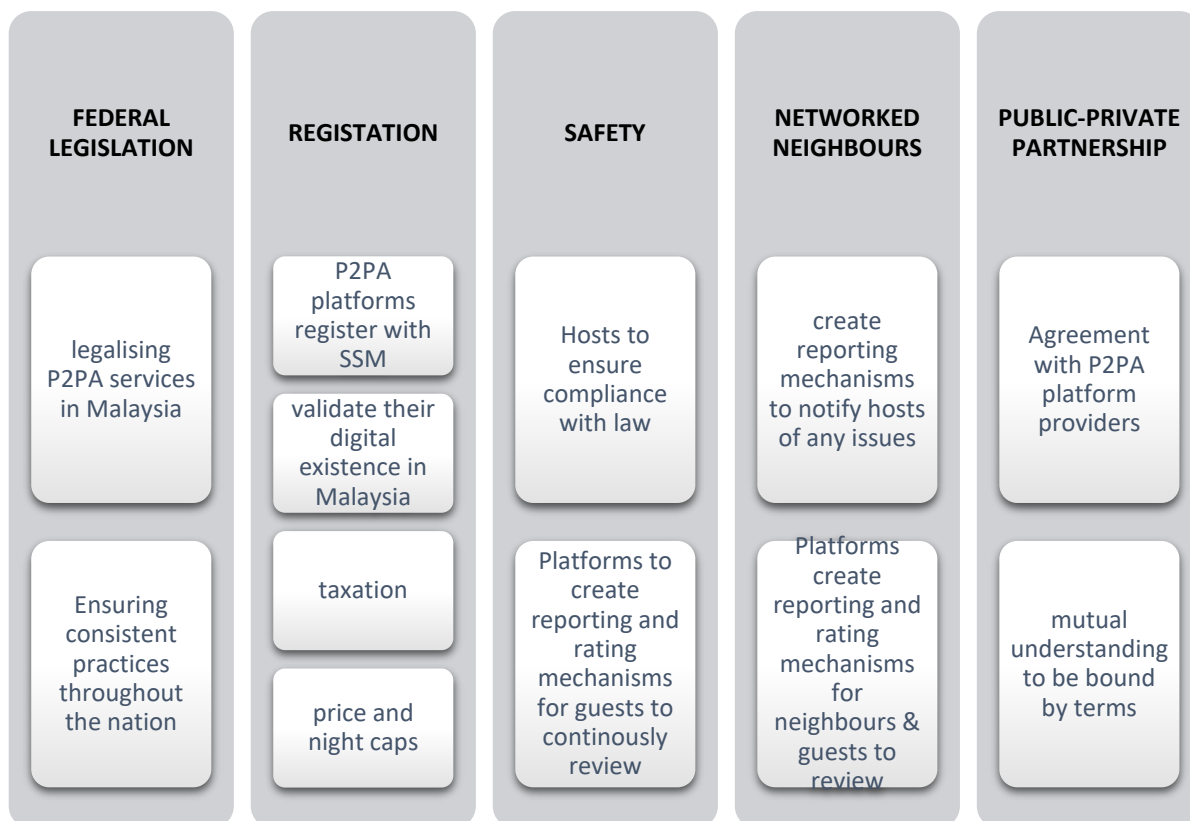 FEDERAL
LEGISLATION
legalising
P2PA services
in Malaysia
Ensuring
consistent
practices
throughout
the nation
REGISTATION
P2PA
platforms
register with
SSM
validate their
digital
existence in
Malaysia
taxation
price and
night caps
SAFETY
Hosts to
ensure
compliance
with law
Platforms to
create
reporting and
rating
mechanisms
for guests to
continously
review
NETWORKED
NEIGHBOURS
create
reporting
mechanisms
to notify hosts
of any issues
Platforms
create
reporting and
rating
mechanisms
for
neighbours &
guests to
review
PUBLIC-PRIVATE
PARTNERSHIP
Agreement
with P2PA
platform
providers
mutual
understanding
to be bound
by terms